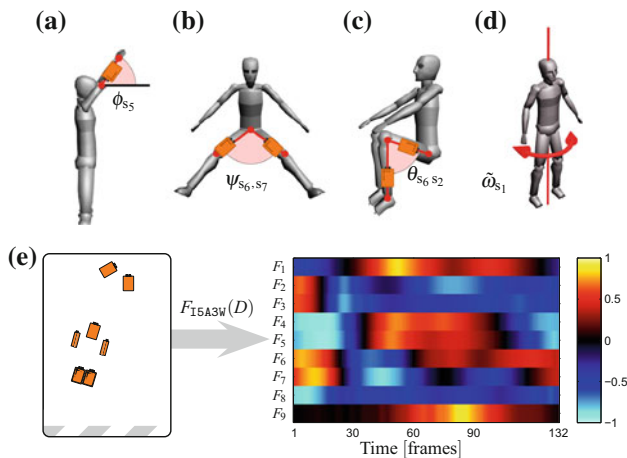 (a)
(b)
(c)
(d)
ϕs5
ψs6,s7
θs6 s2
ω̃s1
(e)
FI5A3W(D)
F1
F2
F3
F4
F5
F6
F7
F8
F9
1 30 60 90 132
Time [frames]
1
0.5
0
−0.5
−1